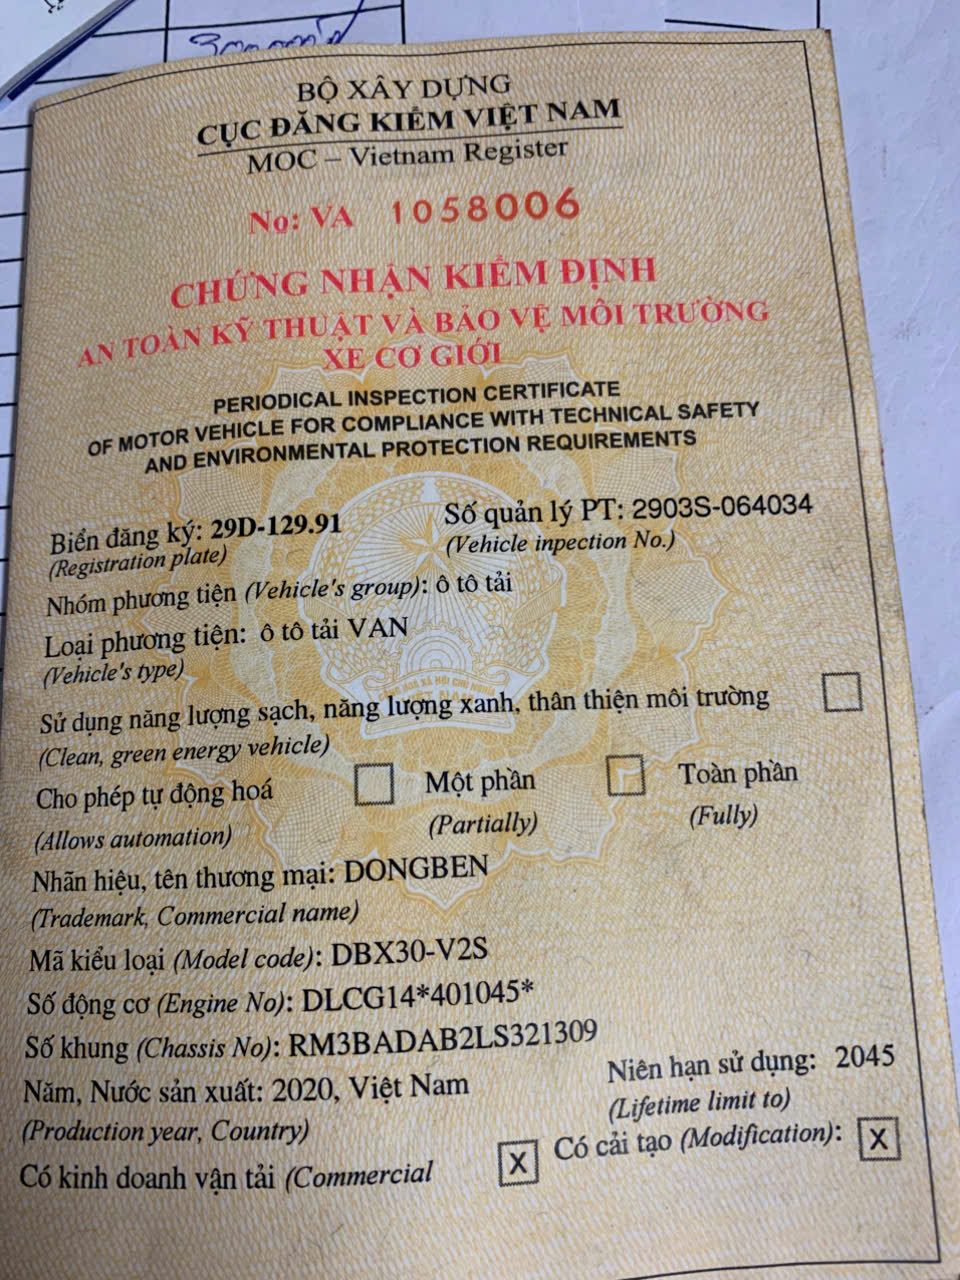 BỘ XÂY DỰNG
CỤC ĐĂNG KIỂM VIỆT NAM
MOC – Vietnam Register
No: VA 1058006
CHỨNG NHẬN KIỂM ĐỊNH
AN TOÀN KỸ THUẬT VÀ BẢO VỆ MÔI TRƯỜNG
XE CƠ GIỚI
PERIODICAL INSPECTION CERTIFICATE
OF MOTOR VEHICLE FOR COMPLIANCE WITH TECHNICAL SAFETY
AND ENVIRONMENTAL PROTECTION REQUIREMENTS
Biển đăng ký: 29D-129.91 Số quản lý PT: 2903S-064034
(Registration plate) (Vehicle inpection No.)
Nhóm phương tiện (Vehicle's group): ô tô tải
Loại phương tiện: ô tô tải VAN
(Vehicle's type)
Sử dụng năng lượng sạch, năng lượng xanh, thân thiện môi trường
(Clean, green energy vehicle)
Cho phép tự động hoá Một phần Toàn phần
(Allows automation) (Partially) (Fully)
Nhãn hiệu, tên thương mại: DONGBEN
(Trademark, Commercial name)
Mã kiểu loại (Model code): DBX30-V2S
Số động cơ (Engine No): DLCG14*401045*
Số khung (Chassis No): RM3BADAB2LS321309
Năm, Nước sản xuất: 2020, Việt Nam Niên hạn sử dụng: 2045
(Production year, Country) (Lifetime limit to)
Có kinh doanh vận tải (Commercial X Có cải tạo (Modification): X